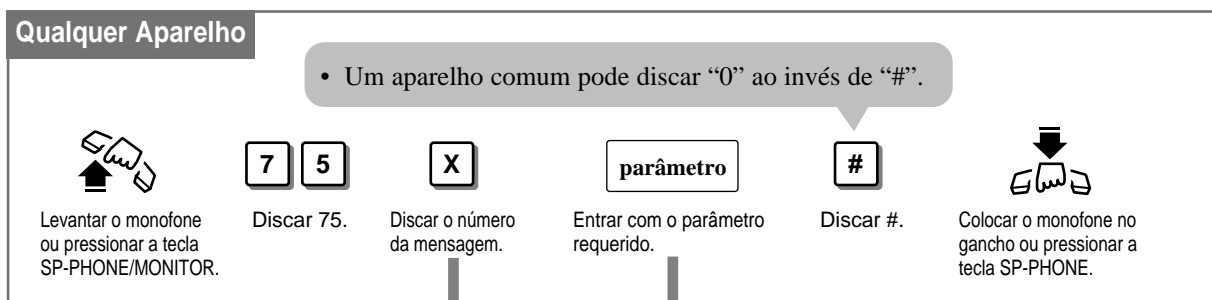 Qualquer Aparelho
• Um aparelho comum pode discar “0” ao invés de “#”.
7 5
X
parâmetro
#
Levantar o monofone
ou pressionar a tecla
SP-PHONE/MONITOR.
Discar 75.
Discar o número
da mensagem.
Entrar com o parâmetro
requerido.
Discar #.
Colocar o monofone no
gancho ou pressionar a
tecla SP-PHONE.